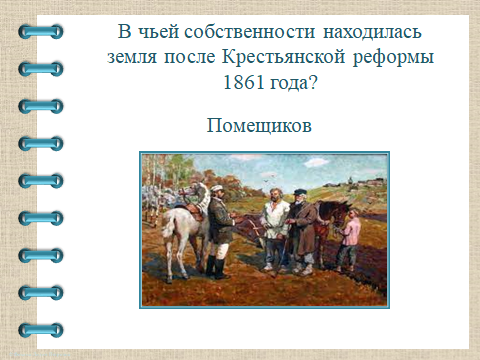 В чьей собственности находилась
земля после Крестьянской реформы
1861 года?
Помещиков